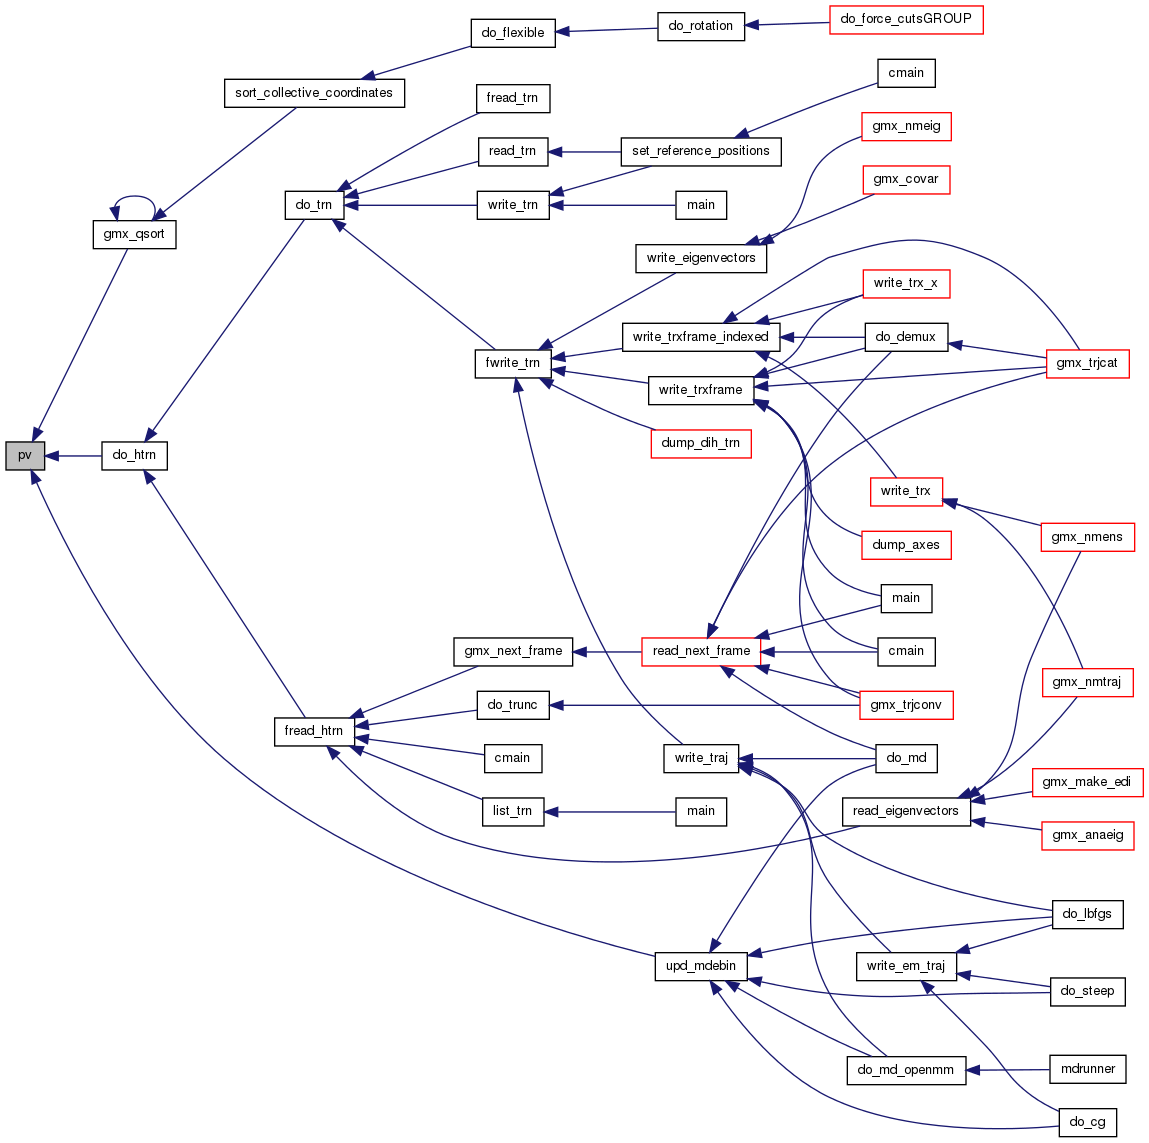 do_flexible
do_rotation
do_force_cutsGROUP
sort_collective_coordinates
fread_trn
cmain
gmx_nmeig
read_trn
set_reference_positions
gmx_covar
do_trn
write_trn
main
gmx_qsort
write_eigenvectors
write_trx_x
write_trxframe_indexed
do_demux
fwrite_trn
gmx_trjcat
write_trxframe
dump_dih_trn
pv
do_htrn
write_trx
gmx_nmens
dump_axes
main
gmx_next_frame
read_next_frame
cmain
gmx_nmtraj
do_trunc
gmx_trjconv
fread_htrn
cmain
write_traj
do_md
gmx_make_edi
list_trn
main
read_eigenvectors
gmx_anaeig
do_lbfgs
upd_mdebin
write_em_traj
do_steep
do_md_openmm
mdrunner
do_cg